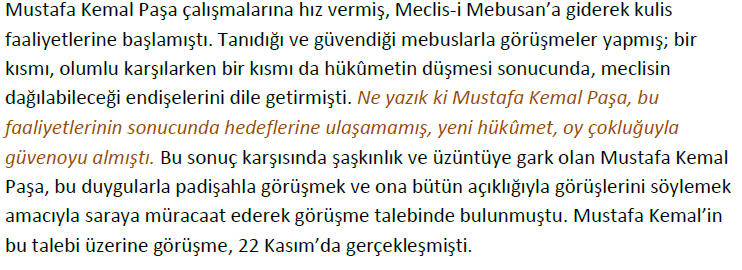 Mustafa Kemal Paşa çalışmalarına hız vermiş, Meclis-i Mebusan’a giderek kulis
faaliyetlerine başlamıştı. Tanıdığı ve güvendiği mebuslarla görüşmeler yapmış; bir
kısmı, olumlu karşılarken bir kısmı da hükûmetin düşmesi sonucunda, meclisin
dağılabileceği endişelerini dile getirmişti. Ne yazık ki Mustafa Kemal Paşa, bu
faaliyetlerinin sonucunda hedeflerine ulaşamamış, yeni hükûmet, oy çokluğuyla
güvenoyu almıştı. Bu sonuç karşısında şaşkınlık ve üzüntüye gark olan Mustafa Kemal
Paşa, bu duygularla padişahla görüşmek ve ona bütün açıklığıyla görüşlerini söylemek
amacıyla saraya müracaat ederek görüşme talebinde bulunmuştu. Mustafa Kemal’in
bu talebi üzerine görüşme, 22 Kasım’da gerçekleşmişti.